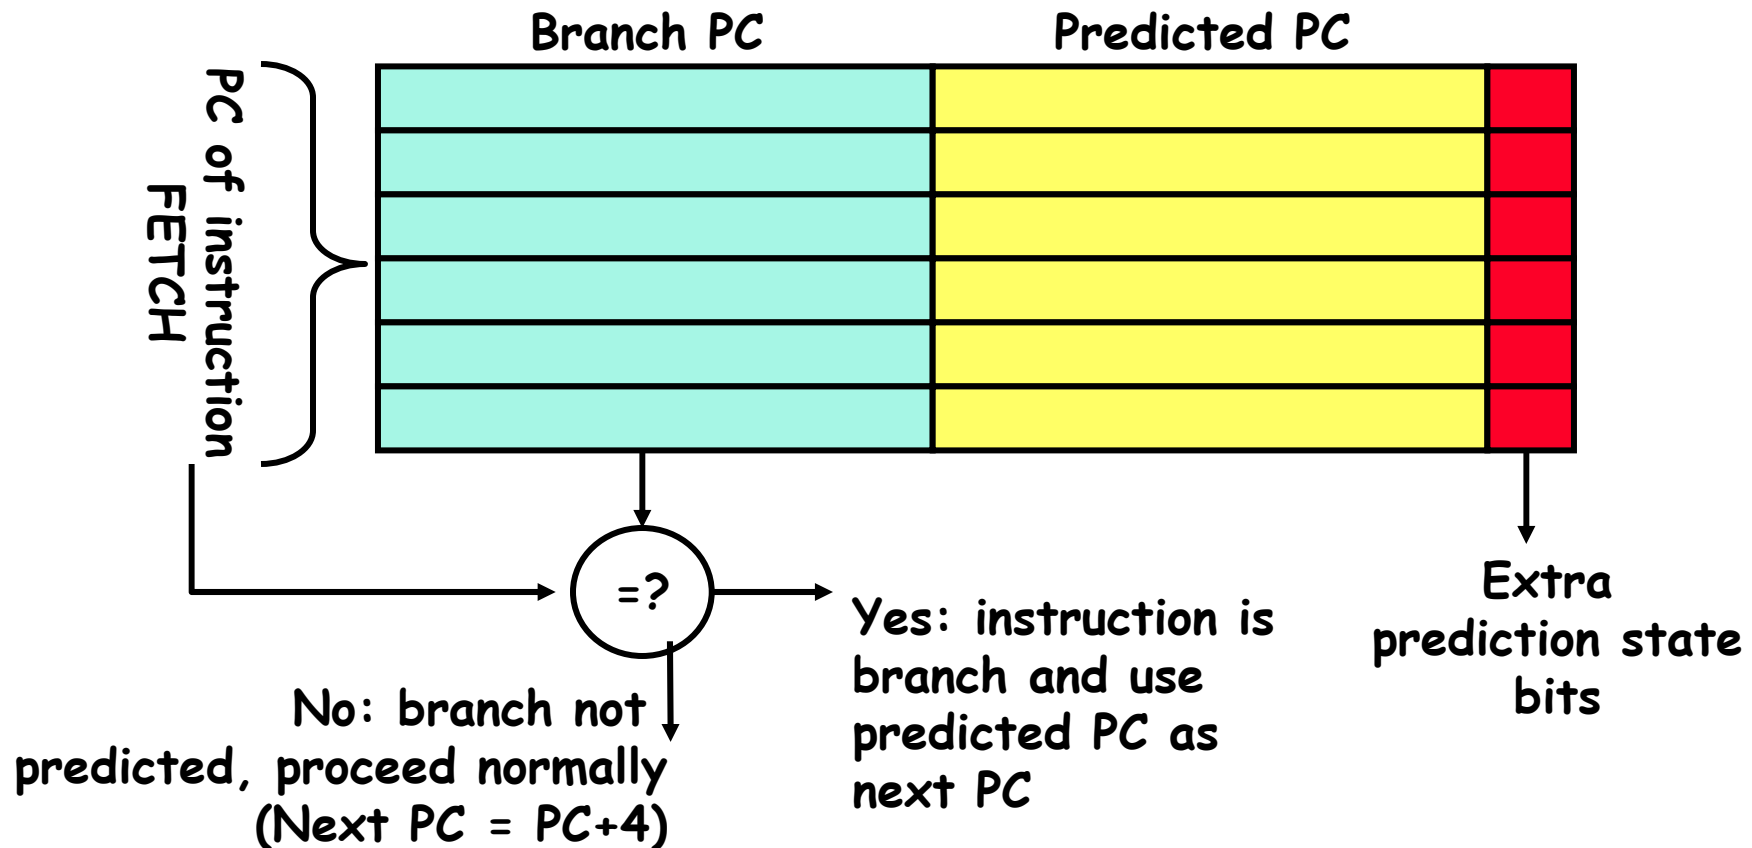 Branch PC
Predicted PC
PC of instruction
FETCH
=?
Yes: instruction is
branch and use
predicted PC as
next PC
Extra
prediction state
bits
No: branch not
predicted, proceed normally
(Next PC = PC+4)